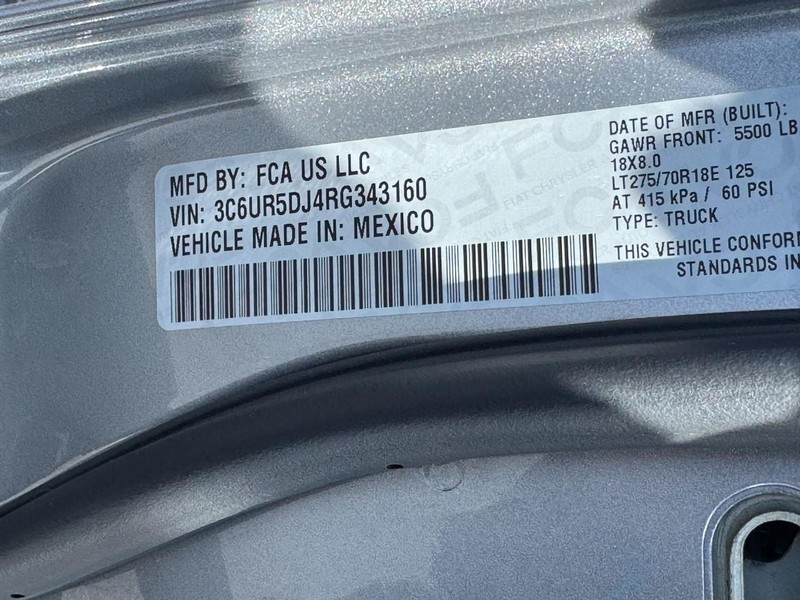 MFD BY: FCA US LLC
VIN: 3C6UR5DJ4RG343160
VEHICLE MADE IN: MEXICO
DATE OF MFR (BUILT):
GAWR FRONT: 5500 LB
18X8.0
LT275/70R18E 125
AT 415 kPa / 60 PSI
TYPE: TRUCK
THIS VEHICLE CONFOR
STANDARDS IN